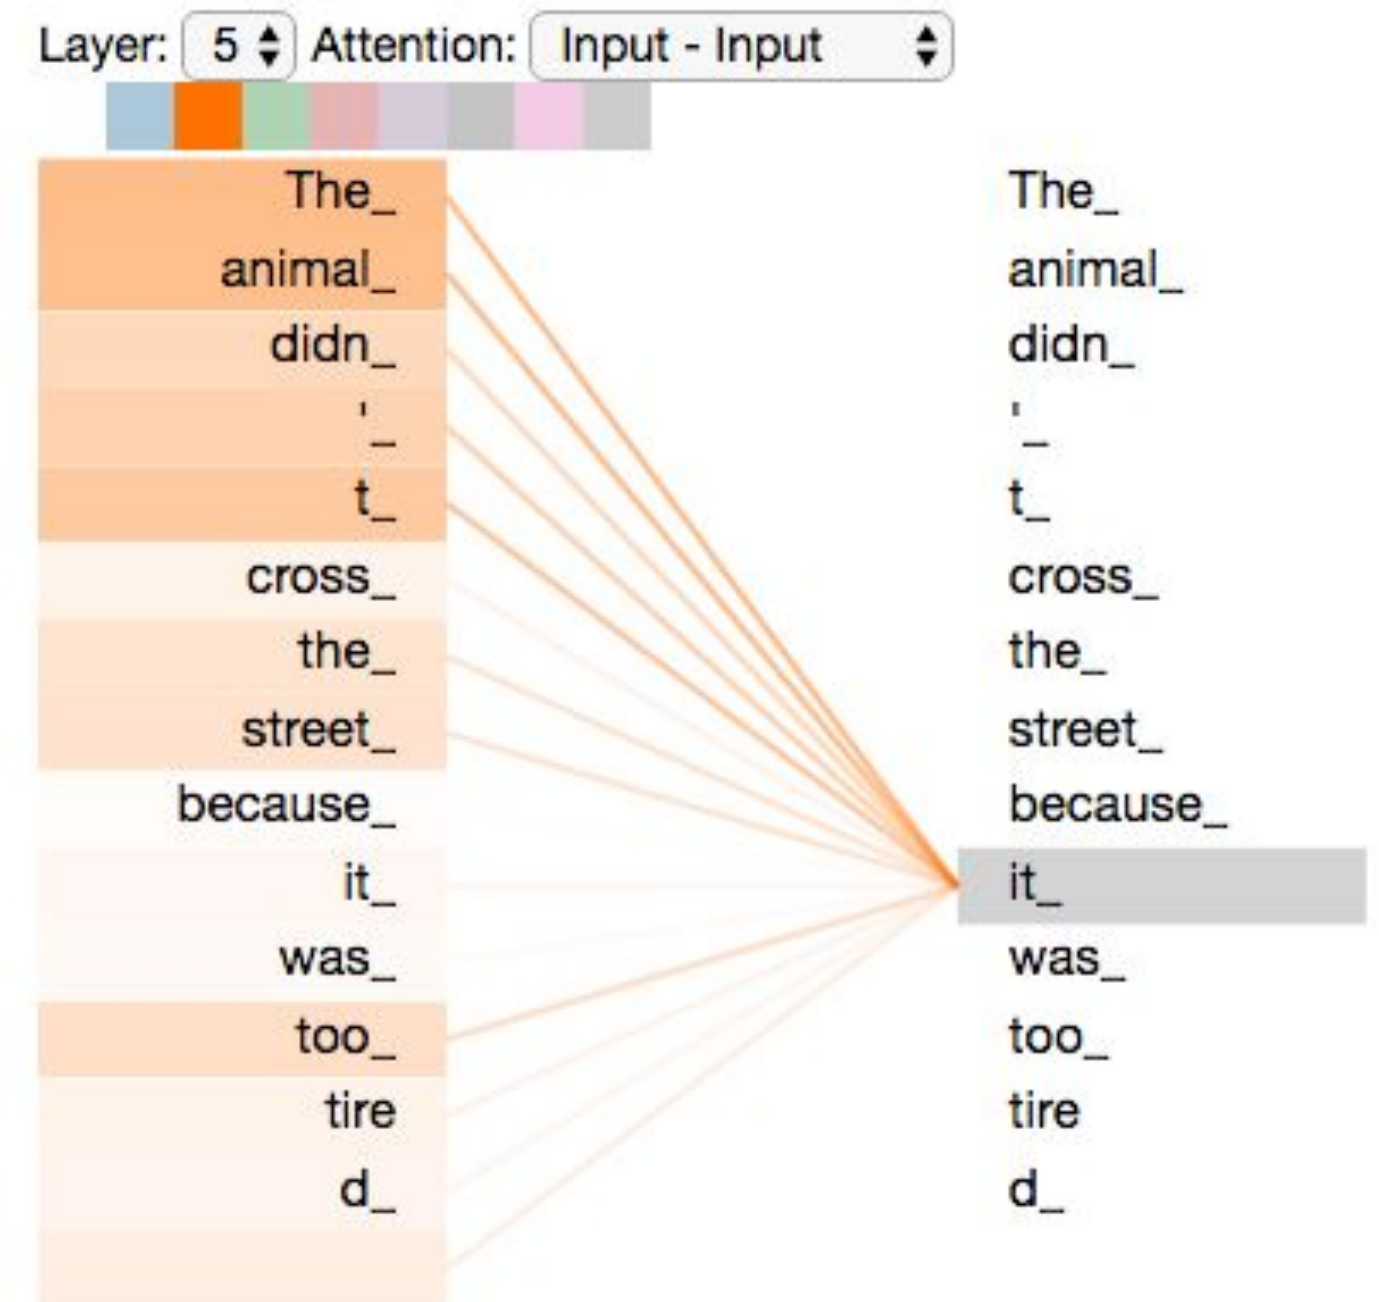 Layer: 5 Attention: Input - Input
The_ The_
animal_ animal_
didn_ didn_
'_ '_
t_ t_
cross_ cross_
the_ the_
street_ street_
because_ because_
it_ it_
was_ was_
too_ too_
tire tire
d_ d_